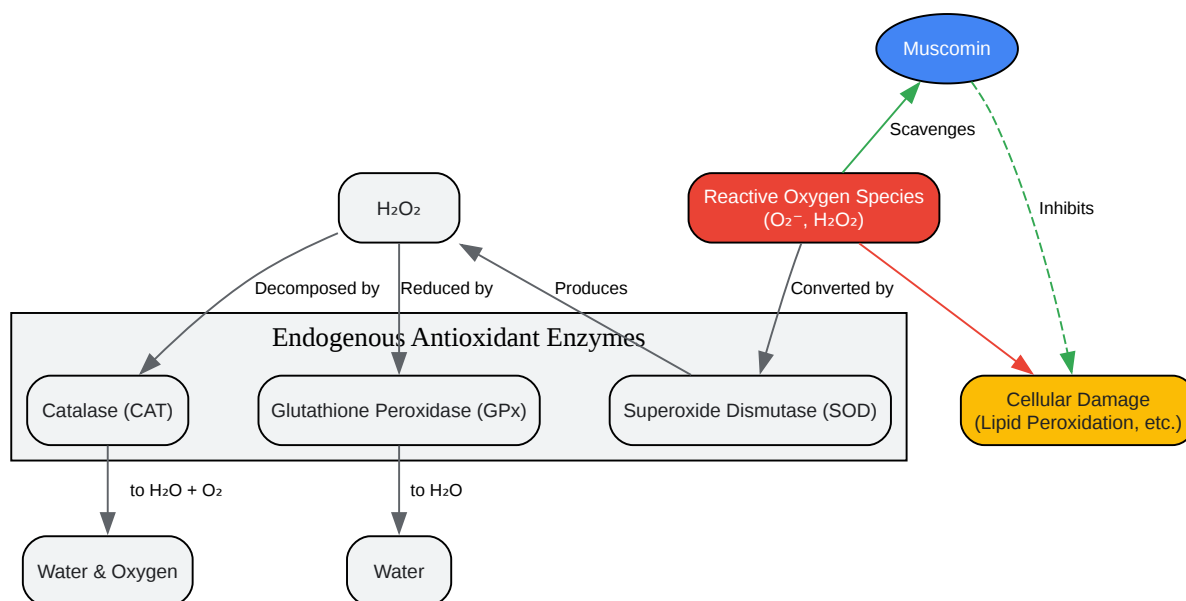 Muscomin
Scavenges
Reactive Oxygen Species
(O₂⁻, H₂O₂)
H₂O₂
Inhibits
Decomposed by
Reduced by
Produces
Converted by
Endogenous Antioxidant Enzymes
Catalase (CAT)
Glutathione Peroxidase (GPx)
Superoxide Dismutase (SOD)
Cellular Damage
(Lipid Peroxidation, etc.)
to H₂O + O₂
to H₂O
Water & Oxygen
Water